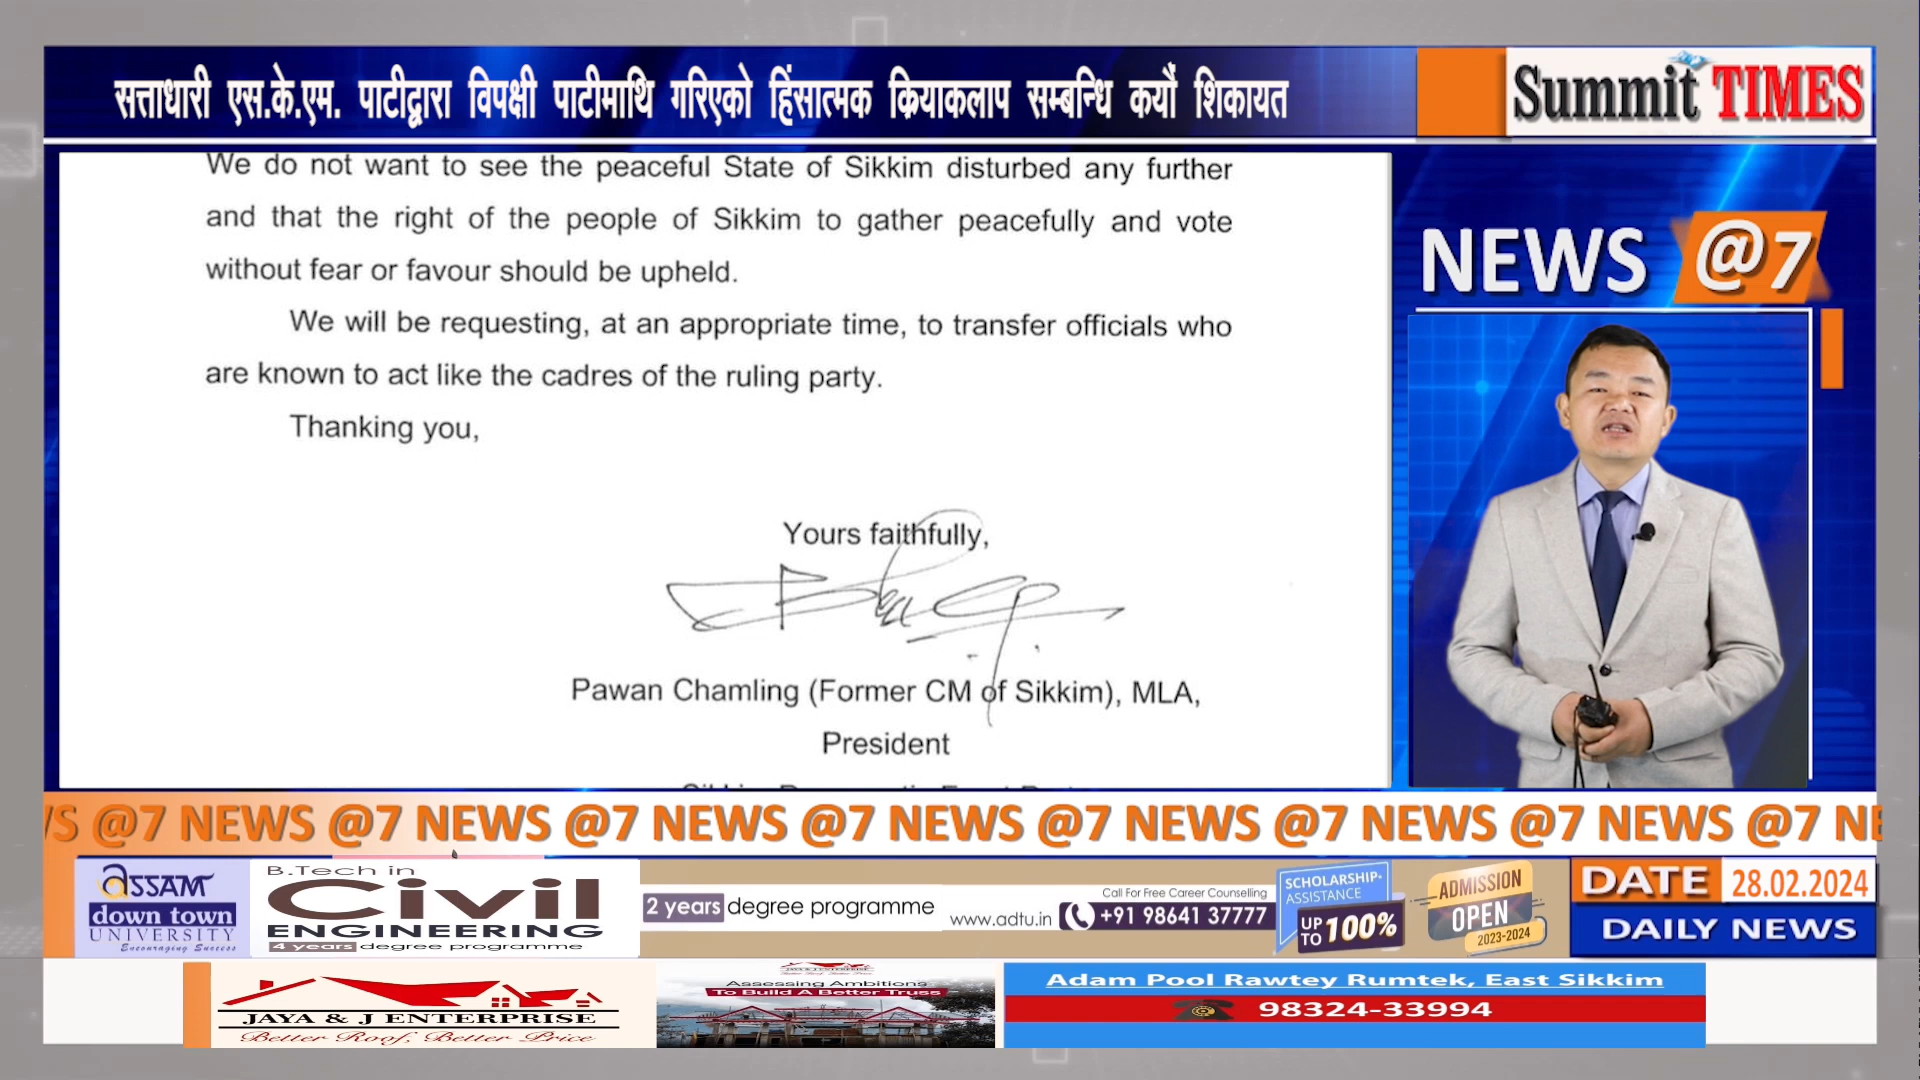 सत्ताधारी एस.के.एम. पार्टीद्वारा विपक्षी पार्टीमाथि गरिएको हिंसात्मक क्रियाकलाप सम्बन्धि कर्यौं शिकायत
Summit TIMES
We do not want to see the peaceful State of Sikkim disturbed any further
and that the right of the people of Sikkim to gather peacefully and vote
without fear or favour should be upheld.
We will be requesting, at an appropriate time, to transfer officials who
are known to act like the cadres of the ruling party.
Thanking you,
Yours faithfully,
Pawan Chamling (Former CM of Sikkim), MLA,
President
NEWS @7
@7 NEWS @7 NEWS @7 NEWS @7 NEWS @7 NEWS @7 NEWS @7 NEWS @7 NE
ASSAM
down town
UNIVERSITY
Encouraging Success
B.Tech in
Civil
ENGINEERING
4 years degree programme
2 years degree programme
www.adtu.in
Call For Free Career Counselling
+91 98641 37777
SCHOLARSHIP
ASSISTANCE
UP TO 100%
ADMISSION
OPEN
2023-2024
DATE 28.02.2024
DAILY NEWS
JAYA & J ENTERPRISE
Better Roof, Better Price
JAYA & J ENTERPRISE
Assessing Ambitions
To Build A Better Truss
Adam Pool Rawtey Rumtek, East Sikkim
98324-33994